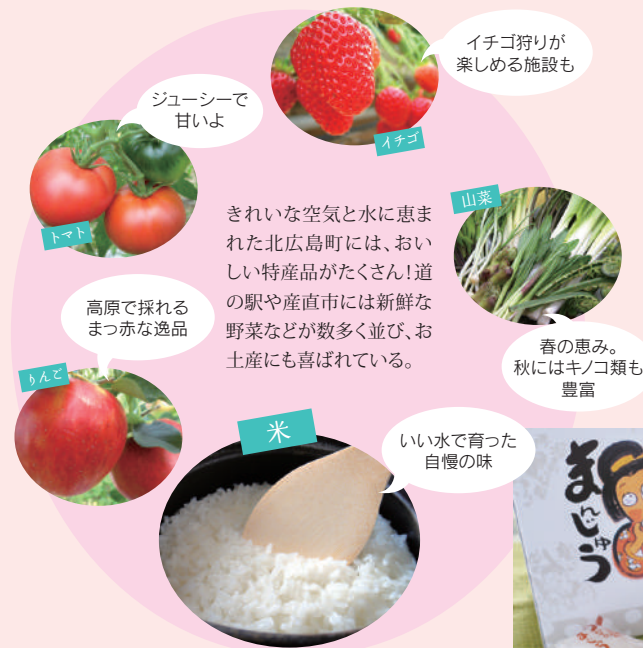 イチゴ狩りが
楽しめる施設も
イチゴ
ジューシーで
甘いよ
トマト
山菜
きれいな空気と水に恵ま
れた北広島町には、おい
しい特産品がたくさん!道
の駅や産直市には新鮮な
野菜などが数多く並び、お
土産にも喜ばれている。
高原で採れる
まっ赤な逸品
りんご
春の恵み。
秋にはキノコ類も
豊富
米
いい水で育った
自慢の味
まんじゅう